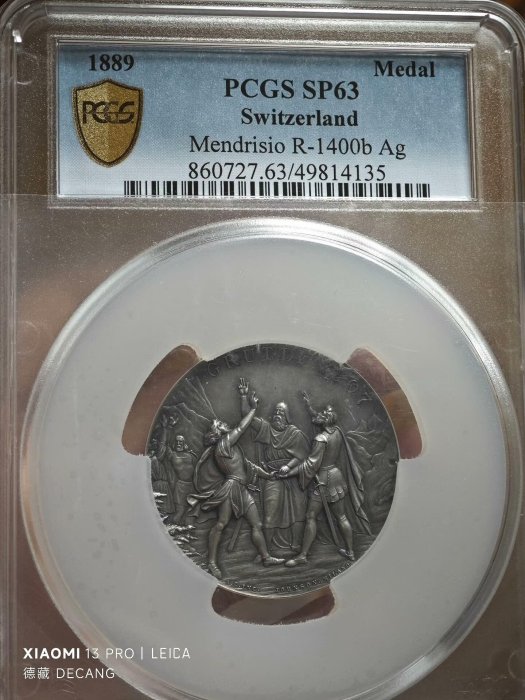 1889
Medal
PCGS SP63
PCGS
Switzerland
Mendrisio R-1400b Ag
860727.63/49814135
XIAOMI 13 PRO | LEICA
德藏 DECANG